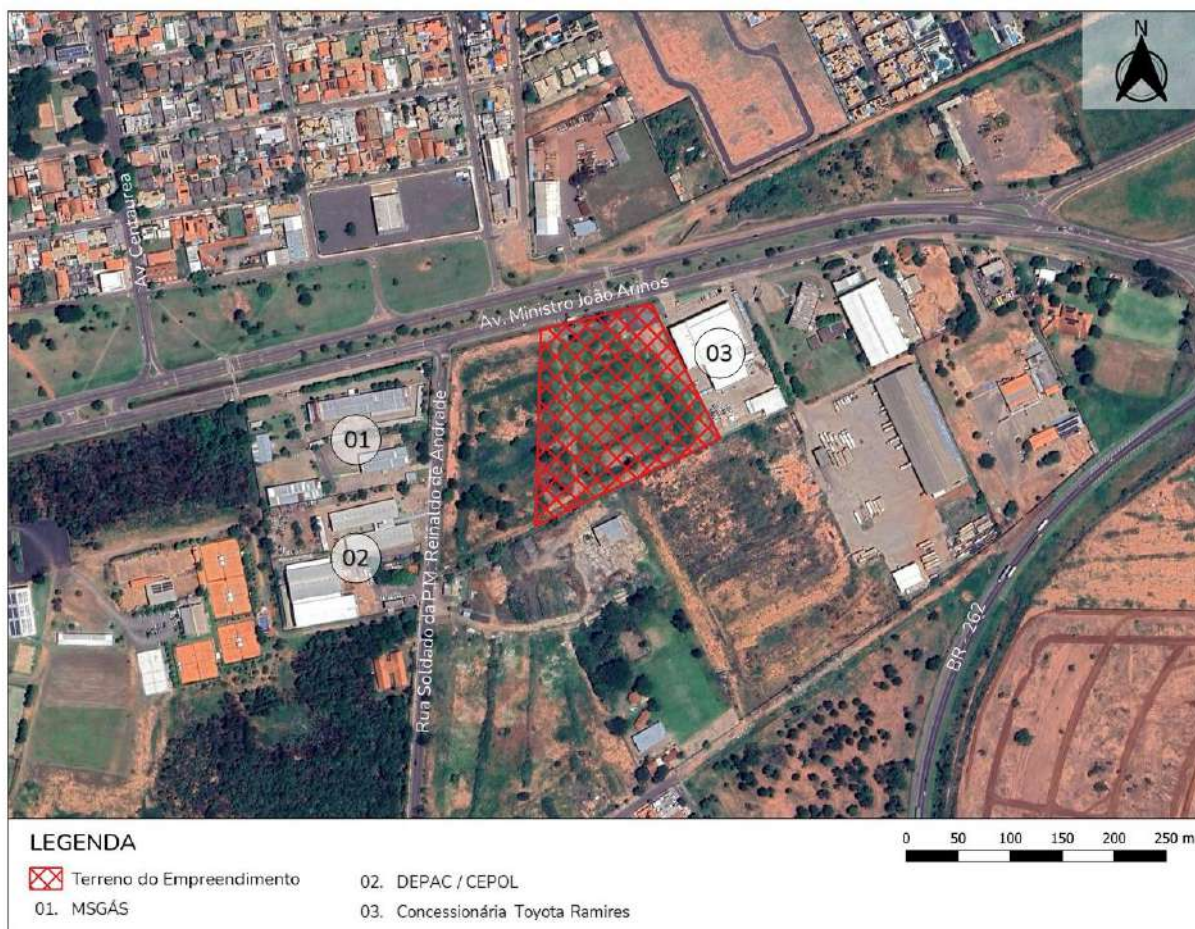 N
Av. Centaurea
Av. Ministro João Arinos
03
01
Rua Soldado da P.M. Reinaldo de Andrade
02
BR - 262
LEGENDA
Terreno do Empreendimento
01. MSGÁS
02. DEPAC / CEPOL
03. Concessionária Toyota Ramires
0 50 100 150 200 250 m